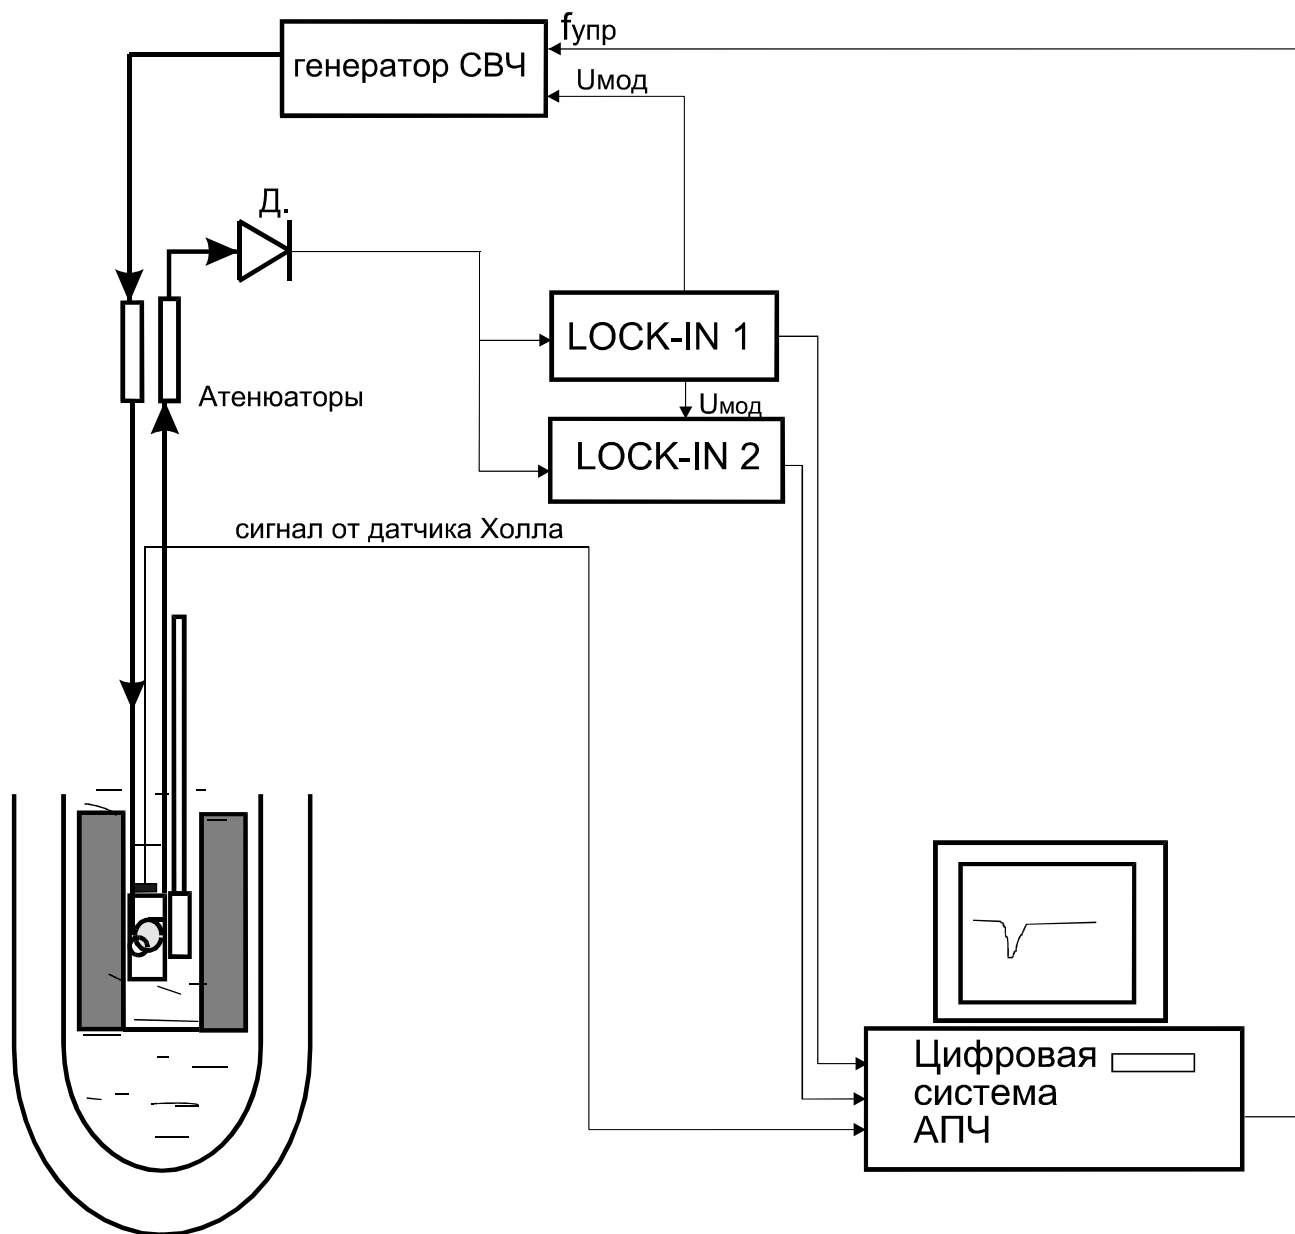 fупр
генератор СВЧ
Uмод
Д.
LOCK-IN 1
Атенюаторы
Uмод
LOCK-IN 2
сигнал от датчика Холла
Цифровая
система
АПЧ